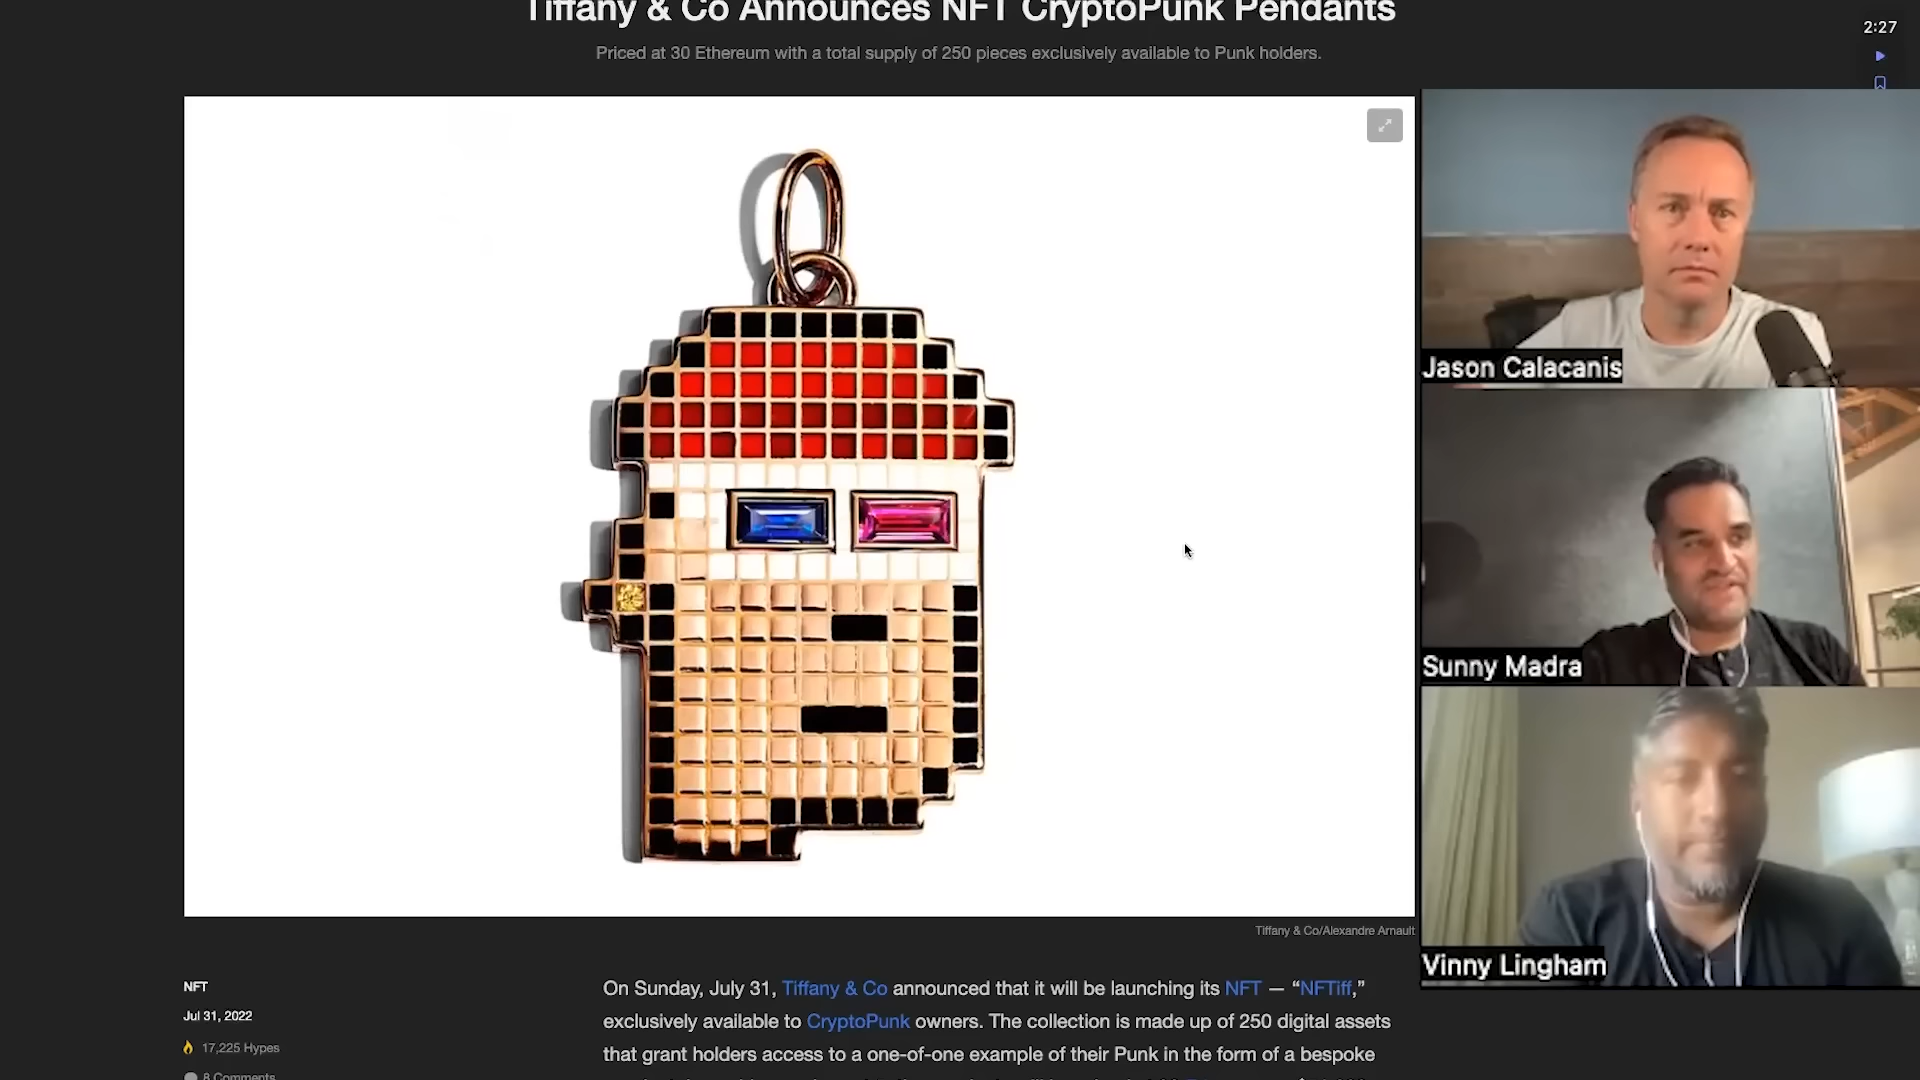 Tiffany & Co Announces NFT CryptoPunk Pendants
Priced at 30 Ethereum with a total supply of 250 pieces exclusively available to Punk holders.
2:27
Jason Calacanis
Sunny Madra
Vinny Lingham
Tiffany & Co/Alexandre Arnault
NFT
Jul 31, 2022
17,225 Hypes
8 Comments
On Sunday, July 31, Tiffany & Co announced that it will be launching its NFT — “NFTiff,”
exclusively available to CryptoPunk owners. The collection is made up of 250 digital assets
that grant holders access to a one-of-one example of their Punk in the form of a bespoke